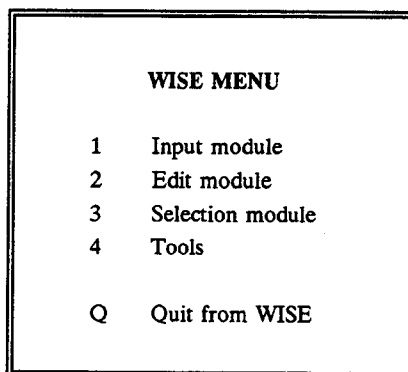 WISE MENU
1 Input module
2 Edit module
3 Selection module
4 Tools
Q Quit from WISE